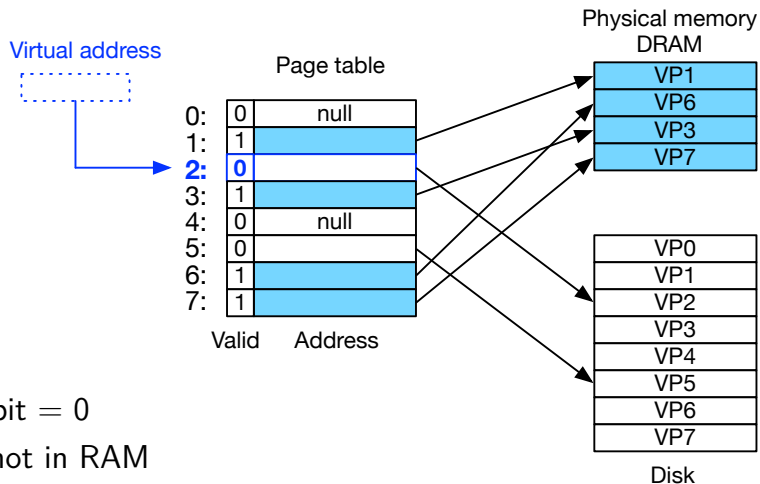 Physical memory
DRAM
Virtual address
Page table
VP1
VP6
VP3
VP7
0: 0 null
1: 1
2: 0
3: 1
4: 0 null
5: 0
6: 1
7: 1
Valid Address
VP0
VP1
VP2
VP3
VP4
VP5
VP6
VP7
Disk
bit = 0
not in RAM